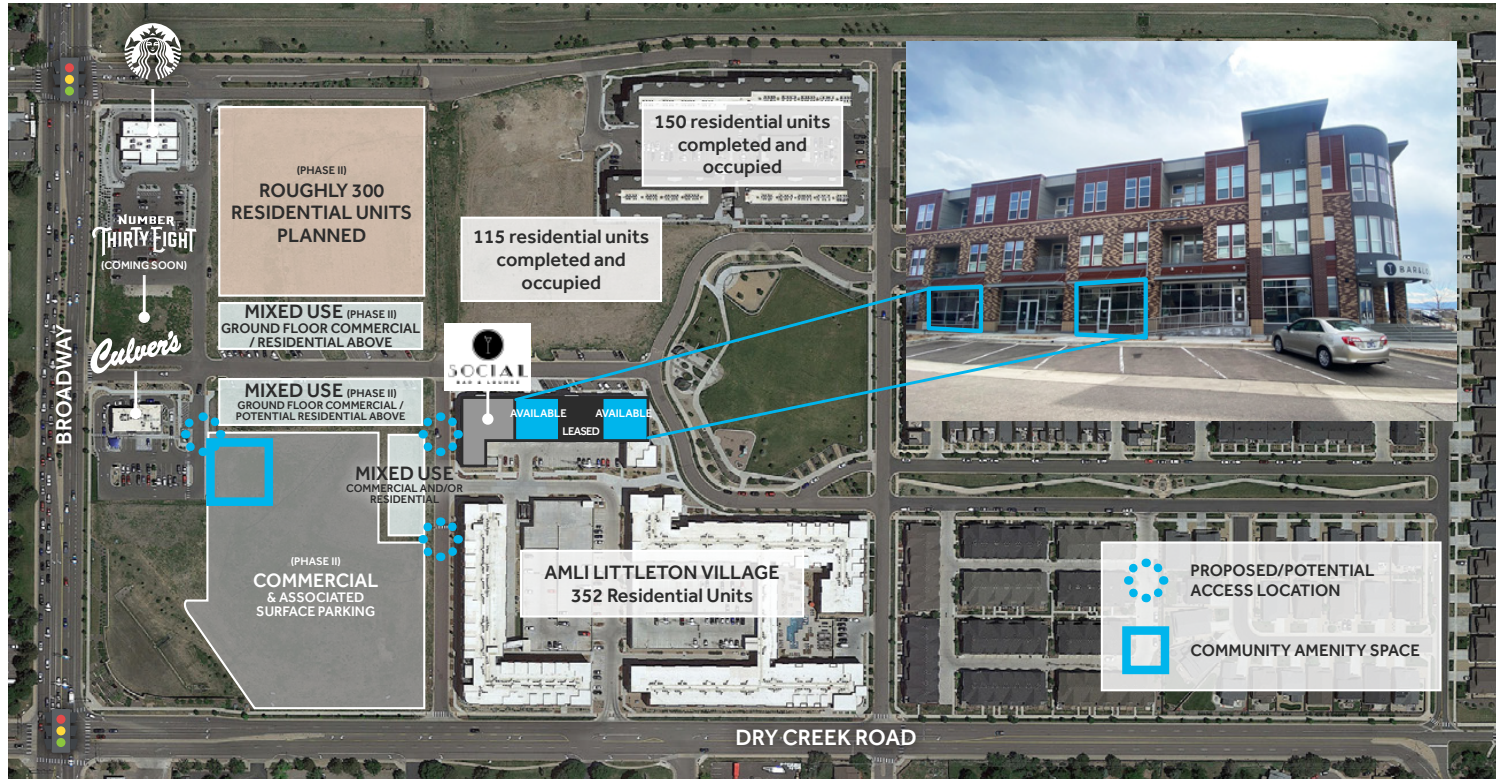 150 residential units
completed and
occupied
(PHASE II)
ROUGHLY 300
RESIDENTIAL UNITS
PLANNED
NUMBER
THIRTY EIGHT
(COMING SOON)
115 residential units
completed and
occupied
BAR &
MIXED USE (PHASE II)
GROUND FLOOR COMMERCIAL
/ RESIDENTIAL ABOVE
Culver's
SOCIAL
BAR & LOUNGE
BROADWAY
MIXED USE (PHASE II)
GROUND FLOOR COMMERCIAL /
POTENTIAL RESIDENTIAL ABOVE
AVAILABLE
AVAILABLE
LEASED
MIXED USE
COMMERCIAL AND/OR
RESIDENTIAL
(PHASE II)
COMMERCIAL
& ASSOCIATED
SURFACE PARKING
AMLI LITTLETON VILLAGE
352 Residential Units
PROPOSED/POTENTIAL
ACCESS LOCATION
COMMUNITY AMENITY SPACE
DRY CREEK ROAD